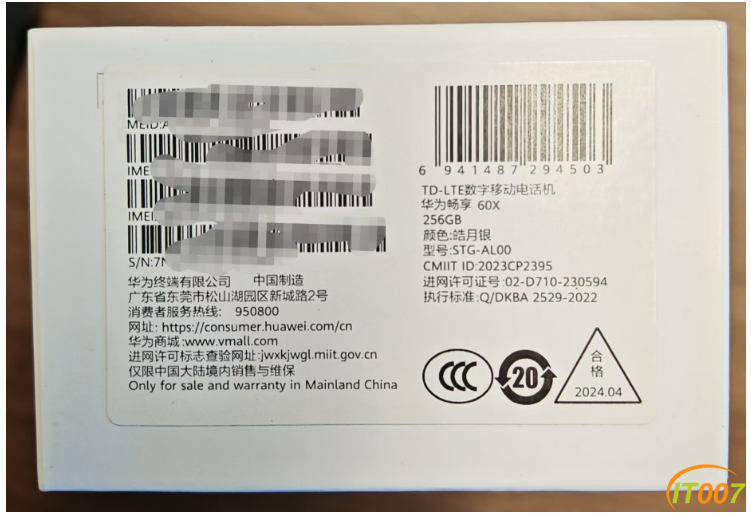 MEID:A
IME
IMEI
S/N:7
华为终端有限公司 中国制造
广东省东莞市松山湖园区新城路2号
消费者服务热线: 950800
网址: https://consumer.huawei.com/cn
华为商城:www.vmall.com
进网许可标志查验网址:jwxkjwgl.miit.gov.cn
仅限中国大陆境内销售与维保
Only for sale and warranty in Mainland China
6 941487 294503
TD-LTE数字移动电话机
华为畅享 60X
256GB
颜色:皓月银
型号:STG-AL00
CMIIT ID:2023CP2395
进网许可证号:02-D710-230594
执行标准:Q/DKBA 2529-2022
CCC
20
合格
2024.04
IT007